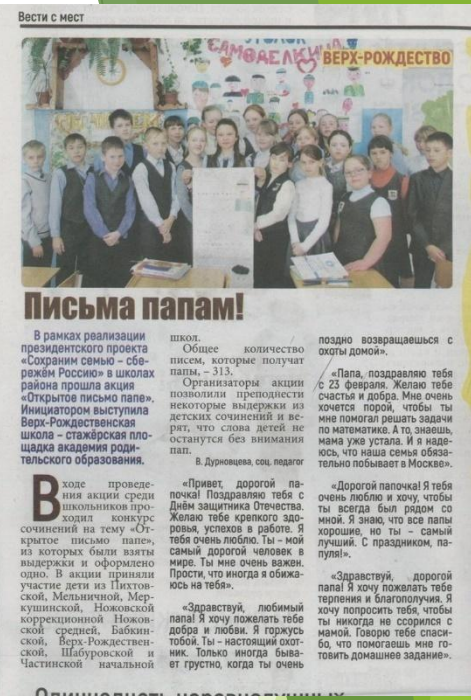 Вести с мест
УГОЛОК
САМОДЕЛКИНА
ВЕРХ-РОЖДЕСТВО
Письма папам!
В рамках реализации
президентского проекта
«Сохраним семью – сбе-
режём Россию» в школах
района прошла акция
«Открытое письмо папе».
Инициатором выступила
Верх-Рождественская
школа – стажёрская пло-
щадка академия роди-
тельского образования.
В ходе проведе-
ния акции среди
школьников про-
ходил конкурс
сочинений на тему «От-
крытое письмо папе»,
из которых были взяты
выдержки и оформлено
одно. В акции приняли
участие дети из Пихтов-
ской, Мельничной, Мер-
кушинской, Ножовской
коррекционной Ножов-
ской средней, Бабкин-
ской, Верх-Рождествен-
ской, Шабуровской и
Частинской начальной
школ.
Общее количество
писем, которые получат
папы, – 313.
Организаторы акции
позволили преподнести
некоторые выдержки из
детских сочинений и ве-
рят, что слова детей не
останутся без внимания
пап.
В. Дурновцева, соц. педагог
«Привет, дорогой па-
почка! Поздравляю тебя с
Днём защитника Отечества.
Желаю тебе крепкого здо-
ровья, успехов в работе. Я
тебя очень люблю. Ты – мой
самый дорогой человек в
мире. Ты мне очень важен.
Прости, что иногда я обижа-
юсь на тебя».
«Здравствуй, любимый
папа! Я хочу пожелать тебе
добра и любви. Я горжусь
тобой. Ты – настоящий охот-
ник. Только иногда быва-
ет грустно, когда ты очень
поздно возвращаешься с
охоты домой».
«Папа, поздравляю тебя
с 23 февраля. Желаю тебе
счастья и добра. Мне очень
хочется порой, чтобы ты
мне помогал решать задачи
по математике. А то, знаешь,
мама уже устала. И я наде-
юсь, что наша семья обяза-
тельно побывает в Москве».
«Дорогой папочка! Я тебя
очень люблю и хочу, чтобы
ты всегда был рядом со
мной. Я знаю, что все папы
хорошие, но ты – самый
лучший. С праздником, па-
пуля!».
«Здравствуй, дорогой
папа! Я хочу пожелать тебе
терпения и благополучия. Я
хочу попросить тебя, чтобы
ты никогда не ссорился с
мамой. Говорю тебе спаси-
бо, что помогаешь мне го-
товить домашнее задание».